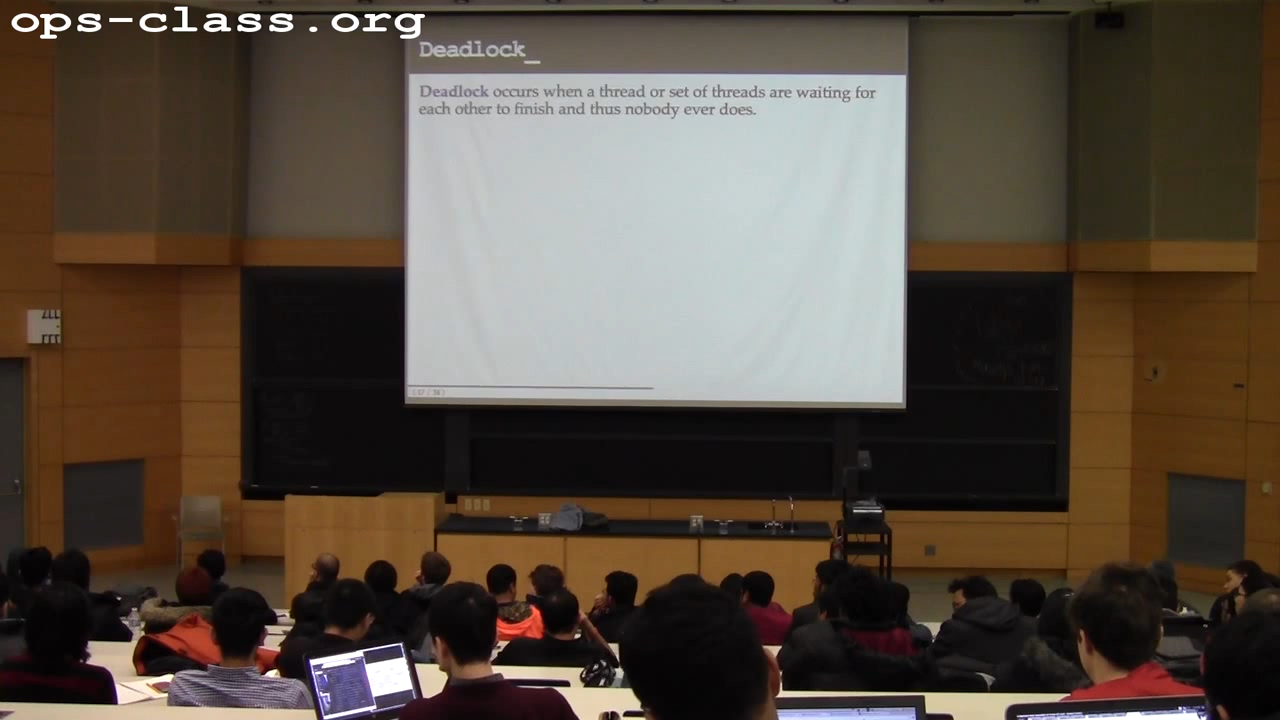 ops-class.org
Deadlock_
Deadlock occurs when a thread or set of threads are waiting for
each other to finish and thus nobody ever does.